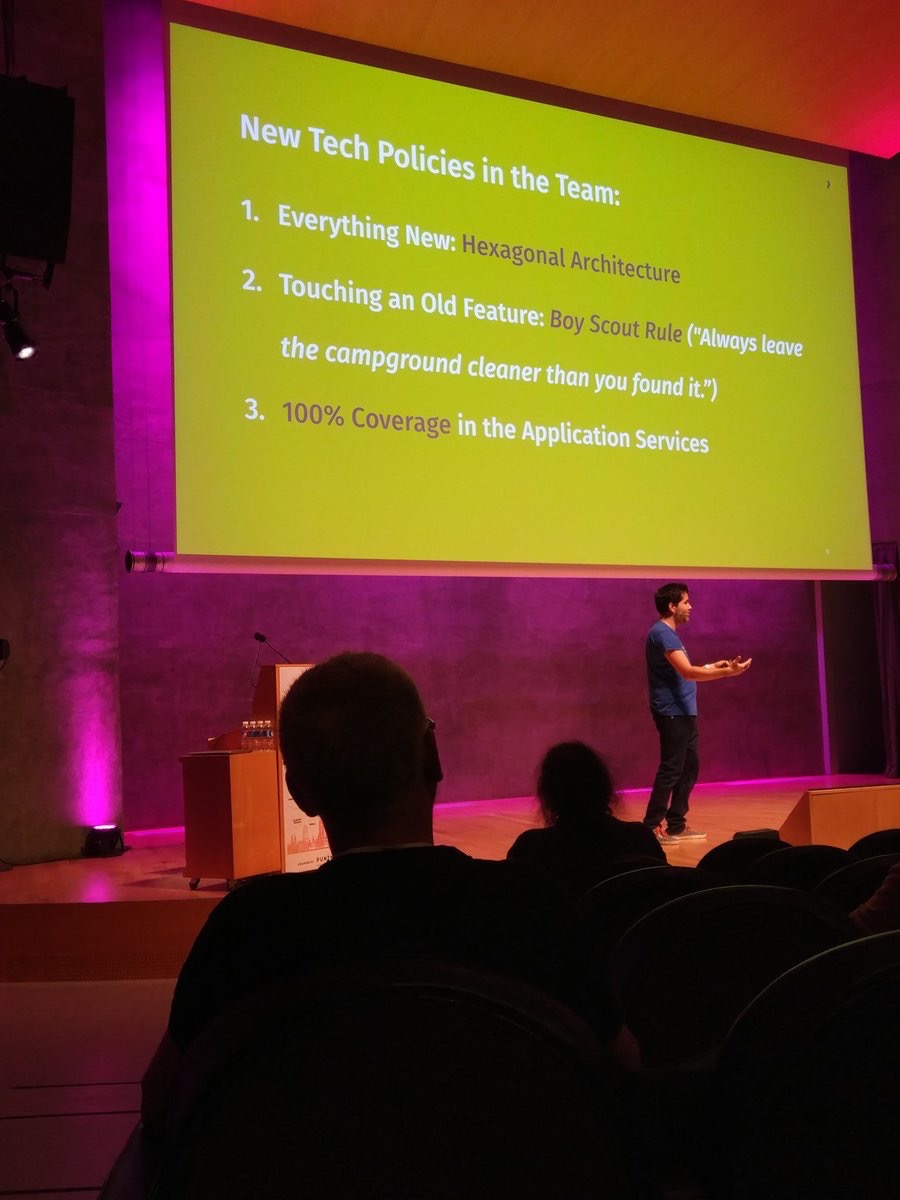 New Tech Policies in the Team:
1. Everything New: Hexagonal Architecture
2. Touching an Old Feature: Boy Scout Rule ("Always leave
the campground cleaner than you found it.”)
3. 100% Coverage in the Application Services